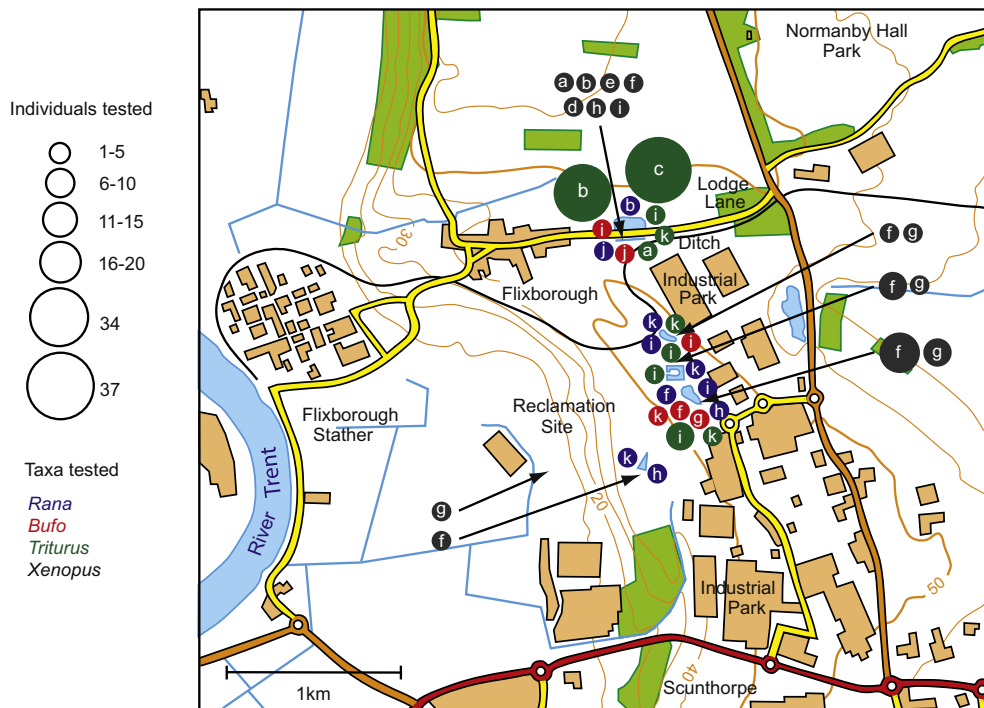 Individuals tested
1-5
6-10
11-15
16-20
34
37
Taxa tested
Rana
Bufo
Triturus
Xenopus
Normanby Hall
Park
a b e f
d h i
b
c
Lodge
Lane
b
i
i
k
j
j
a
Ditch
30
Flixborough
Industrial
Park
f g
f g
f g
k
k
i
i
i
i
k
f
i
k
f
g
h
i
k
Flixborough
Stather
Reclamation
Site
k
h
g
f
20
River Trent
Industrial
Park
50
40
1km
Scunthorpe